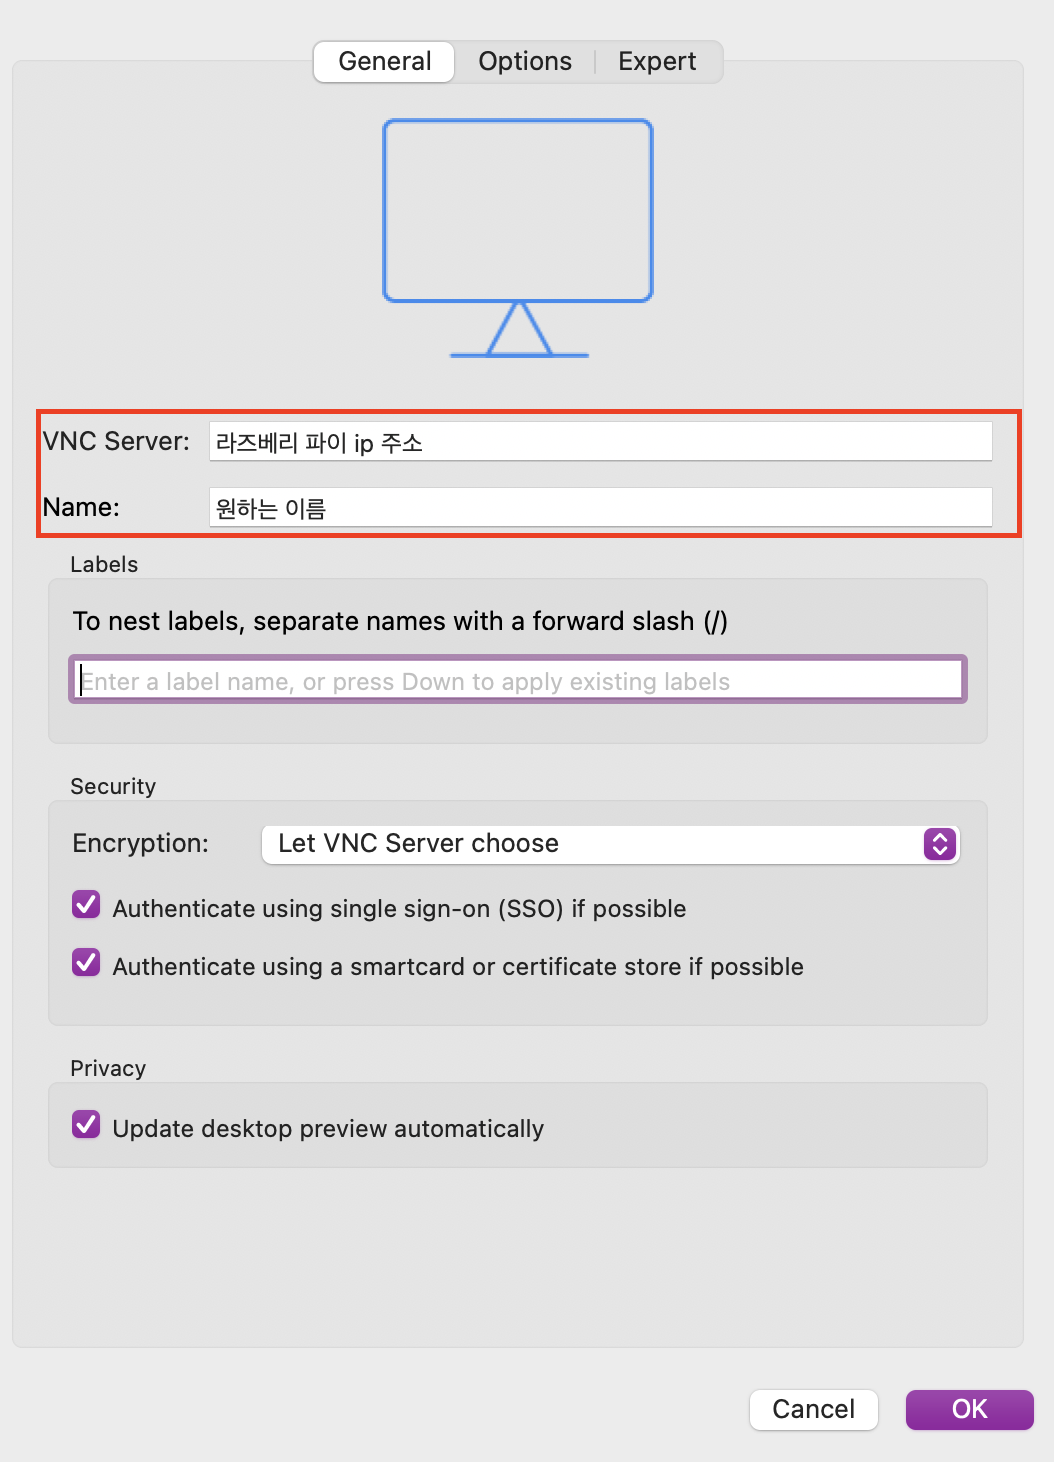 General Options Expert
VNC Server: 라즈베리 파이 ip 주소
Name: 원하는 이름
Labels
To nest labels, separate names with a forward slash (/)
Enter a label name, or press Down to apply existing labels
Security
Encryption: Let VNC Server choose
Authenticate using single sign-on (SSO) if possible
Authenticate using a smartcard or certificate store if possible
Privacy
Update desktop preview automatically
Cancel OK